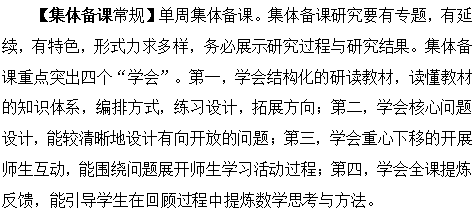 【集体备课常规】单周集体备课。集体备课研究要有专题，有延
续，有特色，形式力求多样，务必展示研究过程与研究结果。集体备
课重点突出四个“学会”。第一，学会结构化的研读教材，读懂教材
的知识体系，编排方式，练习设计，拓展方向；第二，学会核心问题
设计，能较清晰地设计有向开放的问题；第三，学会重心下移的开展
师生互动，能围绕问题展开师生学习活动过程；第四，学会全课提炼
反馈，能引导学生在回顾过程中提炼数学思考与方法。